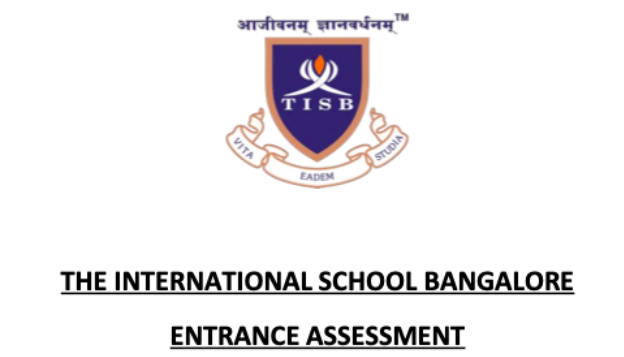 आजीवनम् ज्ञानवर्धनम्™
TISB
VITA EADEM STUDIA
THE INTERNATIONAL SCHOOL BANGALORE
ENTRANCE ASSESSMENT